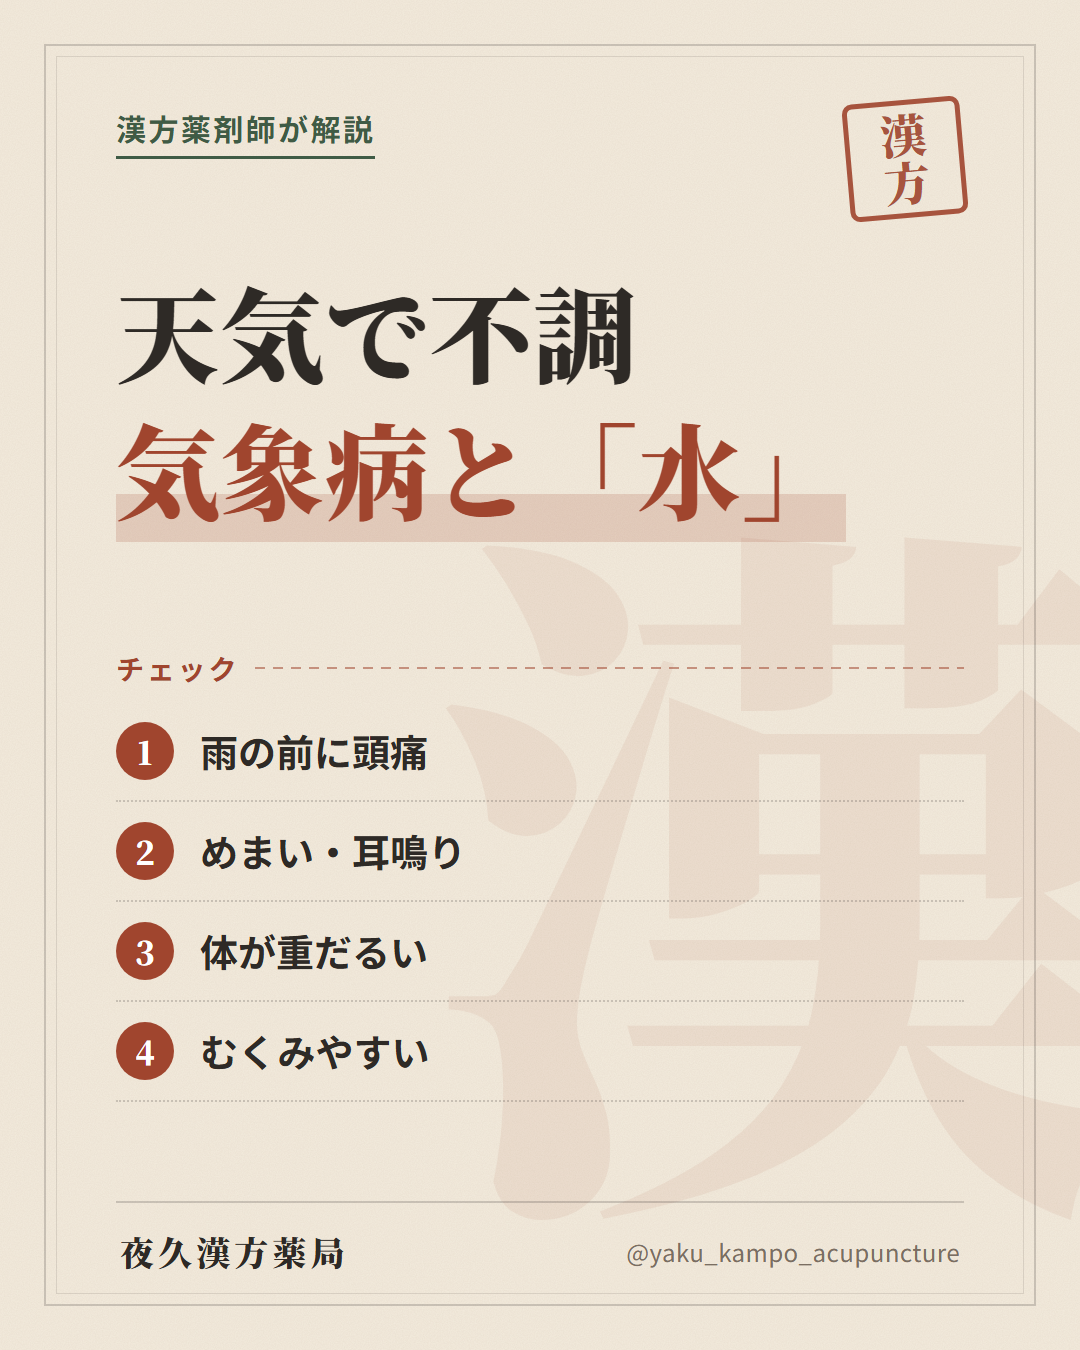 漢方薬剤師が解説
漢方
天気で不調
気象病と「水」
チェック
1 雨の前に頭痛
2 めまい・耳鳴り
3 体が重だるい
4 むくみやすい
夜久漢方薬局
@yaku_kampo_acupuncture
漢